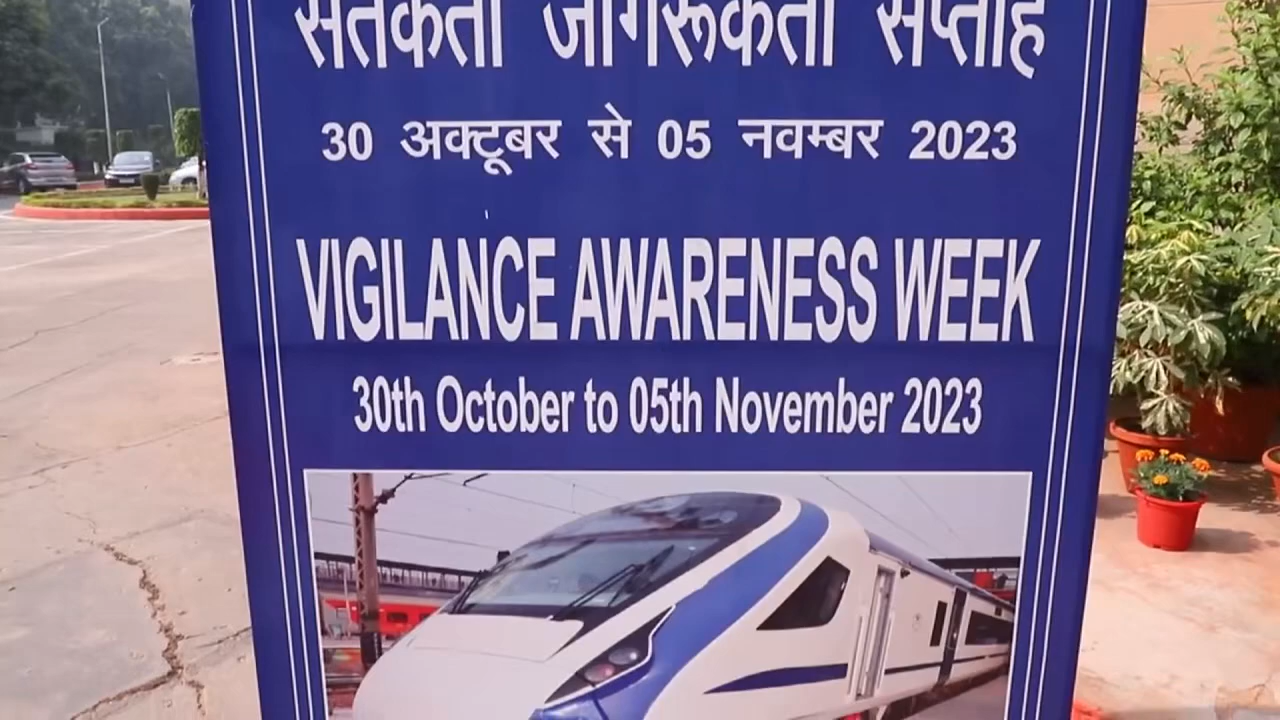 सतर्कता जागरूकता सप्ताह
30 अक्टूबर से 05 नवम्बर 2023
VIGILANCE AWARENESS WEEK
30th October to 05th November 2023